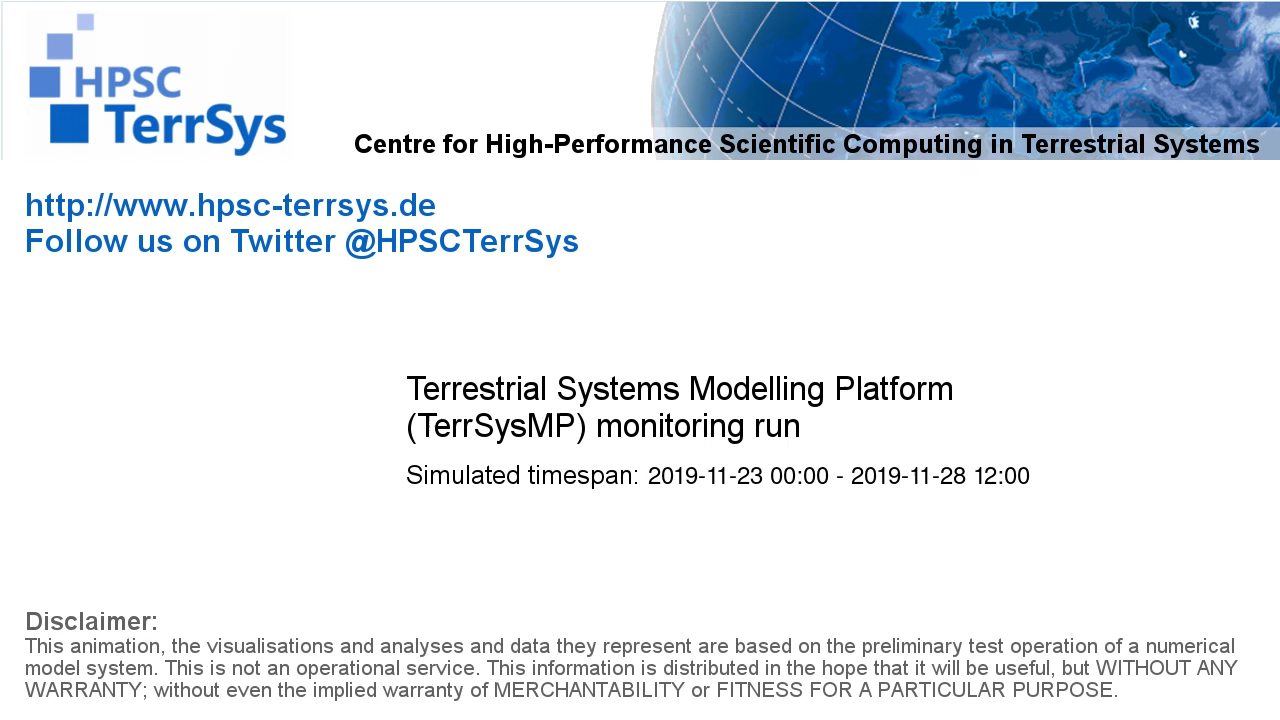 HPSC
TerrSys
Centre for High-Performance Scientific Computing in Terrestrial Systems
http://www.hpsc-terrsys.de
Follow us on Twitter @HPSCTerrSys
Terrestrial Systems Modelling Platform
(TerrSysMP) monitoring run
Simulated timespan: 2019-11-23 00:00 - 2019-11-28 12:00
Disclaimer:
This animation, the visualisations and analyses and data they represent are based on the preliminary test operation of a numerical
model system. This is not an operational service. This information is distributed in the hope that it will be useful, but WITHOUT ANY
WARRANTY; without even the implied warranty of MERCHANTABILITY or FITNESS FOR A PARTICULAR PURPOSE.